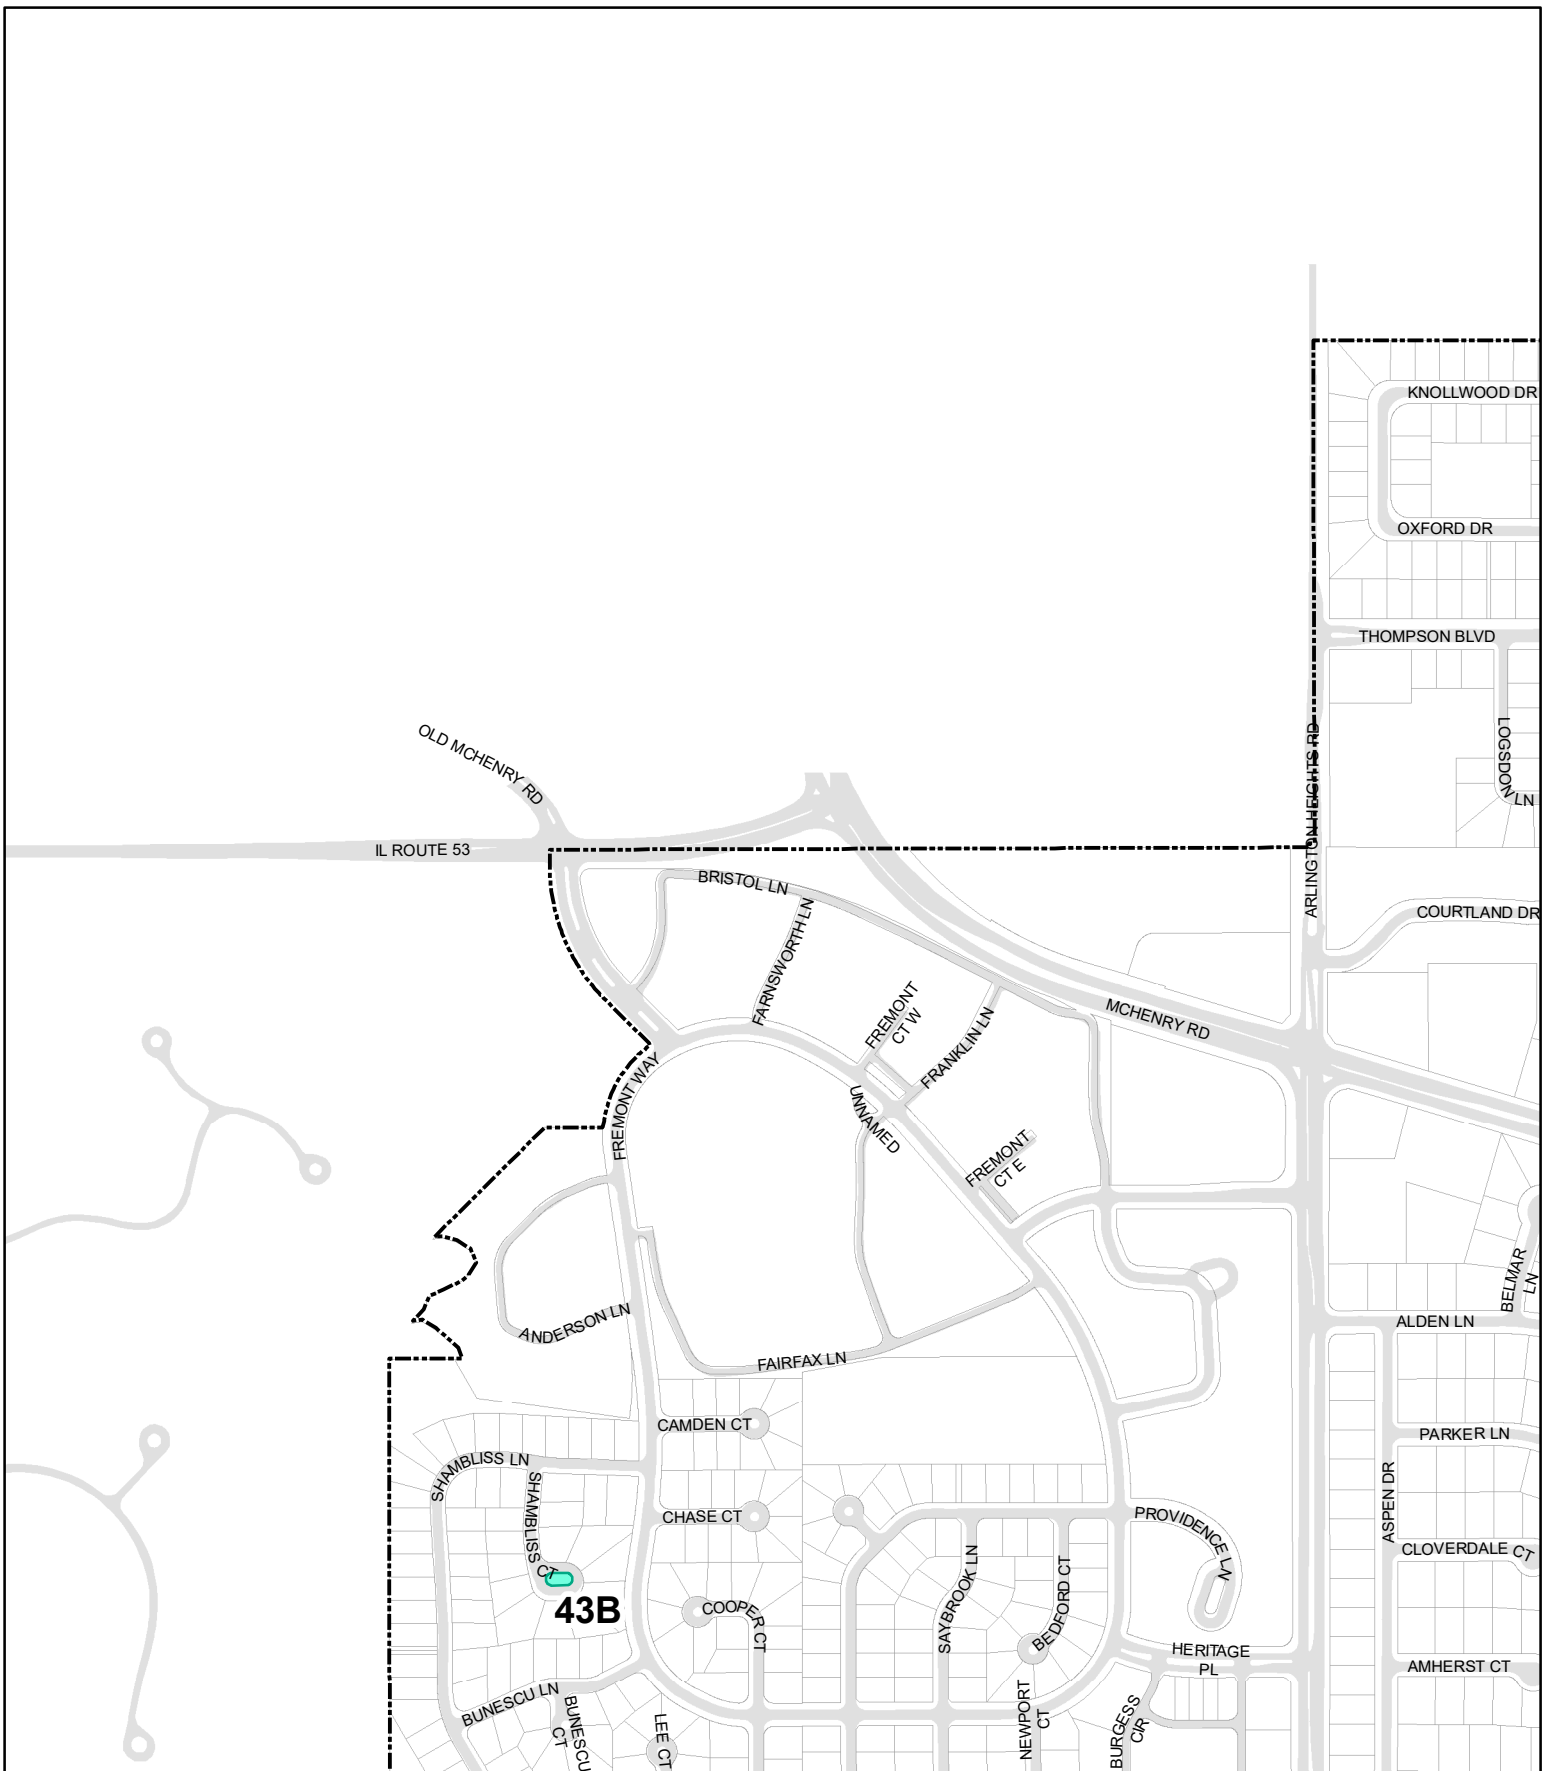 KNOLLWOOD DR
OXFORD DR
THOMPSON BLVD
LOGSDON LN
OLD MCHENRY RD
ARLINGTON HEIGHTS RD
IL ROUTE 53
BRISTOL LN
FARNSWORTH LN
COURTLAND DR
FREMONT
CT W
FRANKLIN LN
MCHENRY RD
FREMONT WAY
UNNAMED
FREMONT
CT E
BELMAR
LN
ANDERSON LN
ALDEN LN
FAIRFAX LN
CAMDEN CT
PARKER LN
SHAMBLISS LN
SHAMBLISS CT
ASPEN DR
CHASE CT
PROVIDENCE LN
CLOVERDALE CT
43B
COOPER CT
SAYBROOK LN
BEDFORD CT
HERITAGE
PL
AMHERST CT
BUNESCU LN
BUNESCU
CT
LEE CT
NEWPORT
CT
BURGESS
CIR